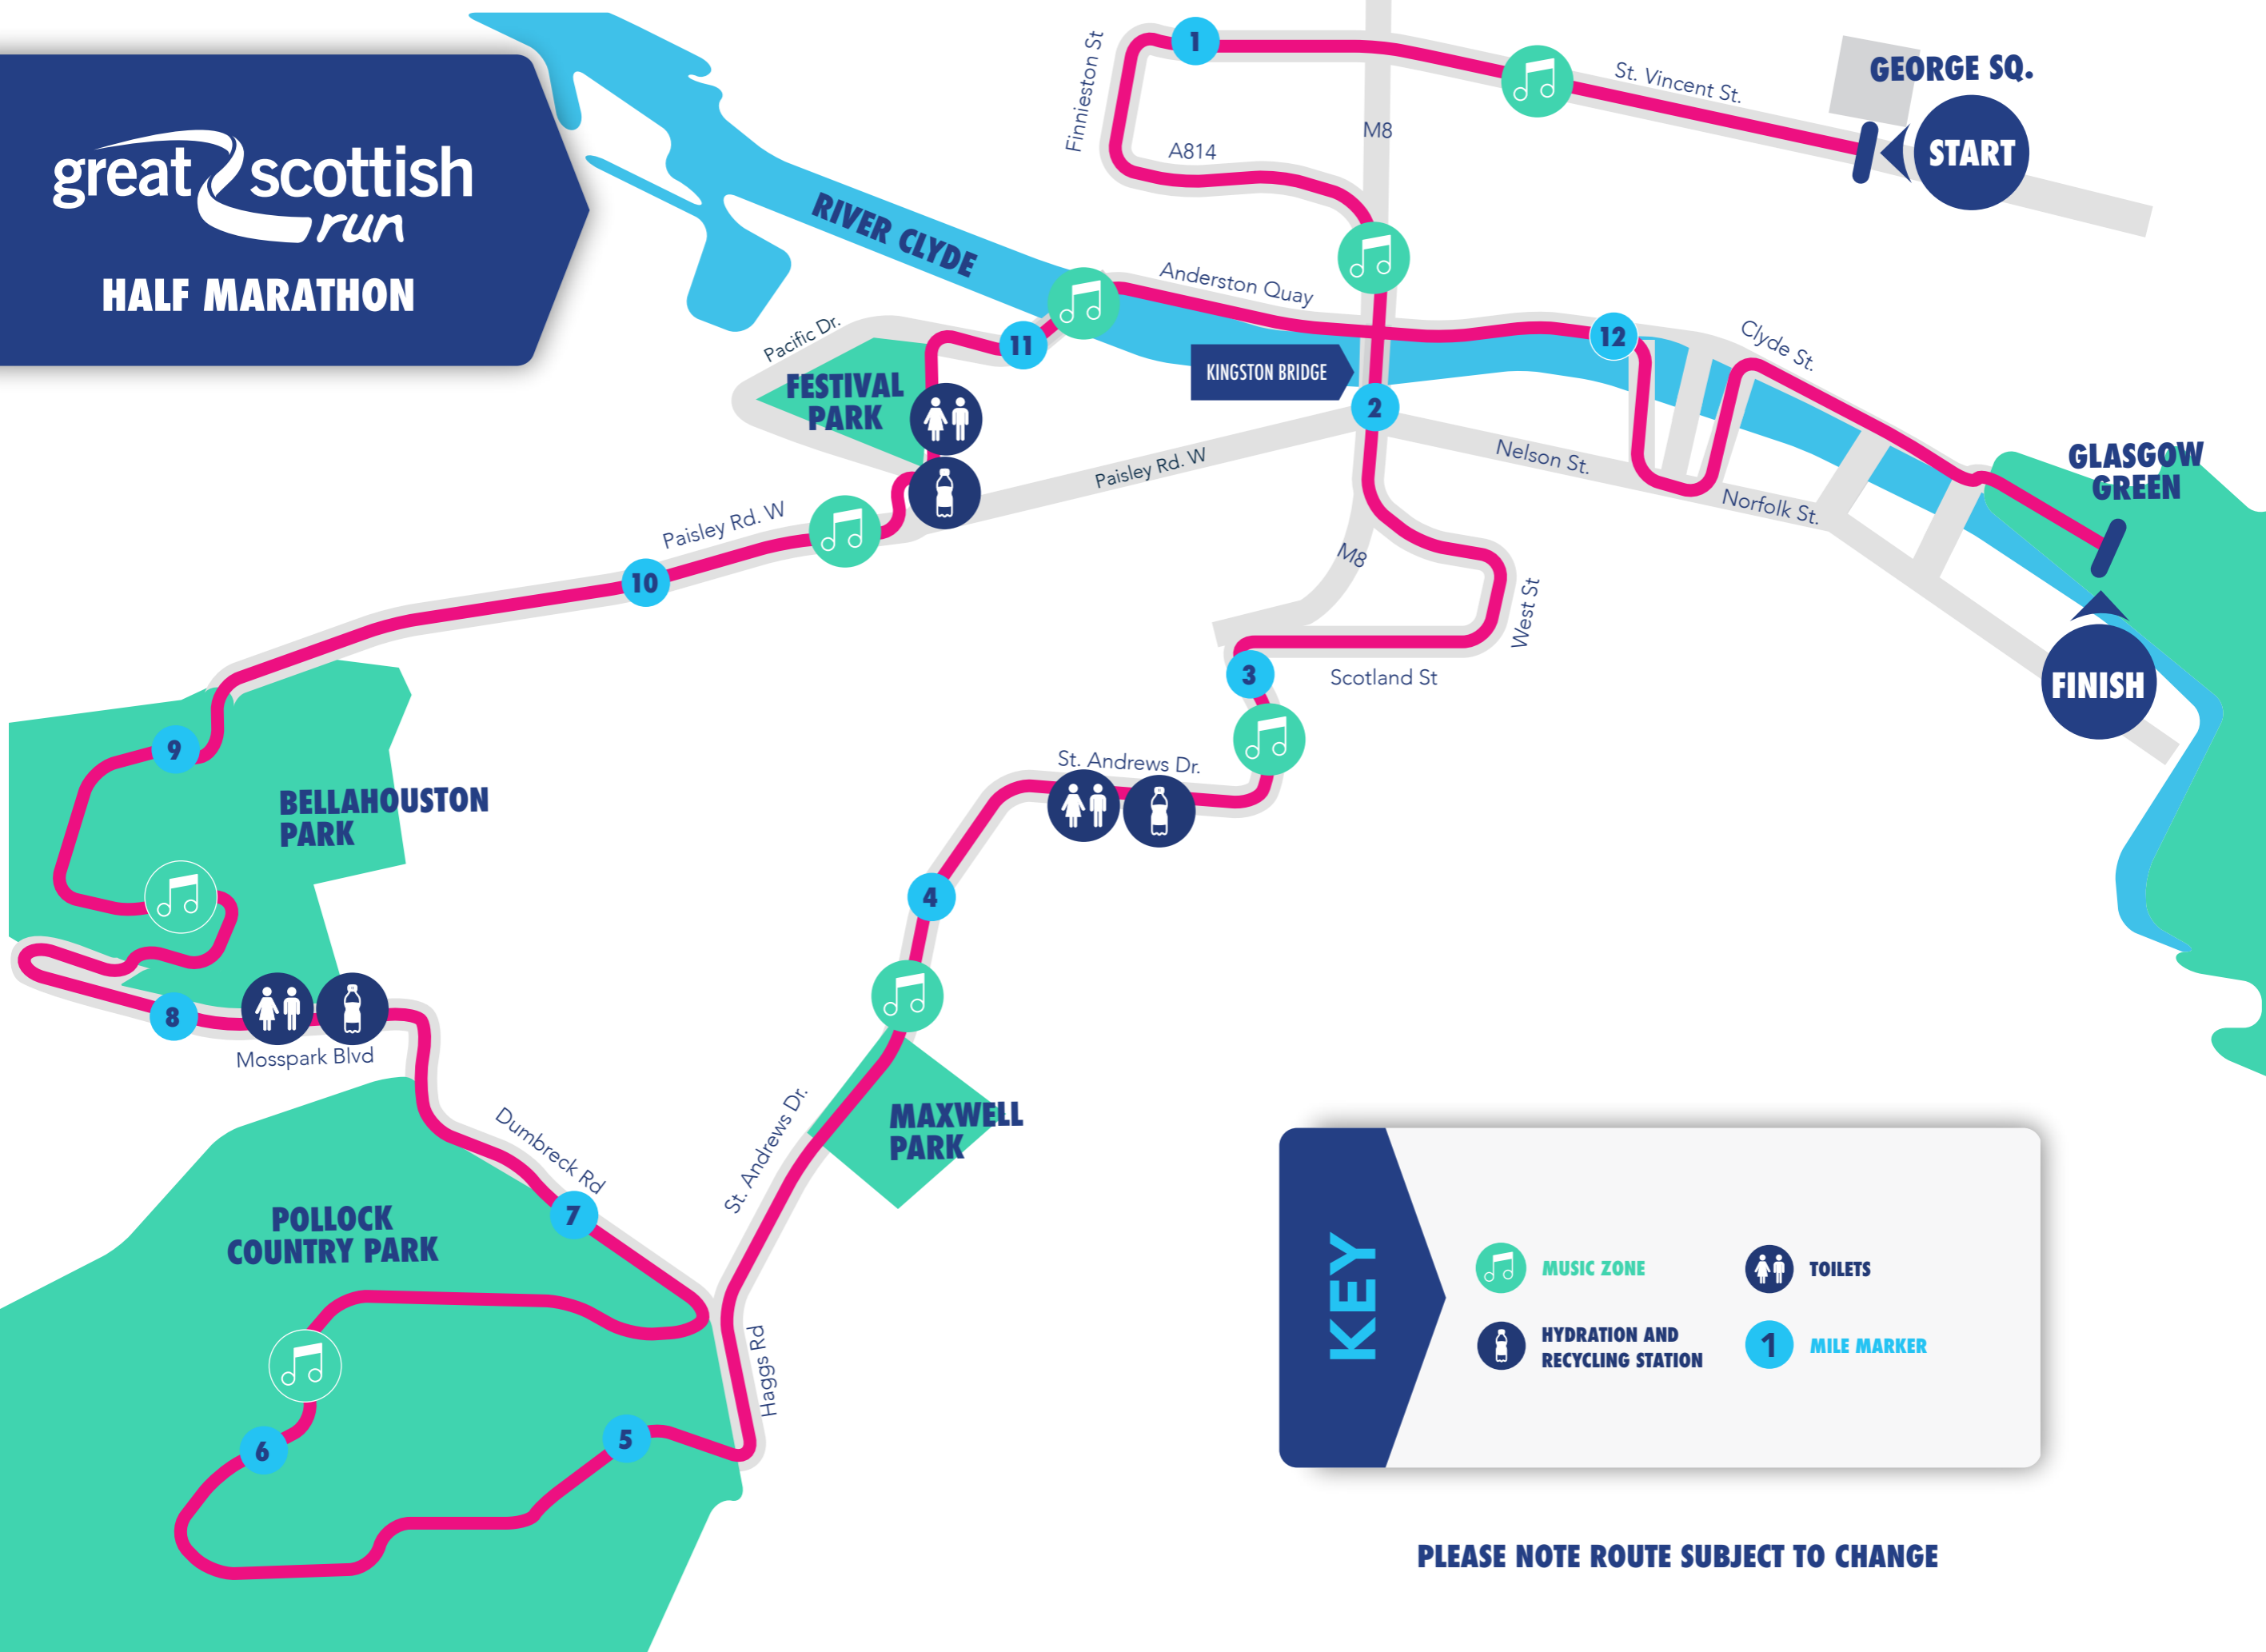 great scottish
run
HALF MARATHON
Finnieston St
1
St. Vincent St.
GEORGE SQ.
START
M8
A814
RIVER CLYDE
Anderston Quay
Pacific Dr.
11
12
Clyde St.
KINGSTON BRIDGE
FESTIVAL
PARK
2
Nelson St.
Norfolk St.
GLASGOW
GREEN
Paisley Rd. W
Paisley Rd. W
10
M8
West St
3
Scotland St
FINISH
9
St. Andrews Dr.
BELLAHOUSTON
PARK
4
8
Mosspark Blvd
Dumbreck Rd
St. Andrews Dr.
MAXWELL
PARK
7
POLLOCK
COUNTRY PARK
Haggs Rd
5
6
KEY
MUSIC ZONE
TOILETS
HYDRATION AND
RECYCLING STATION
1
MILE MARKER
PLEASE NOTE ROUTE SUBJECT TO CHANGE